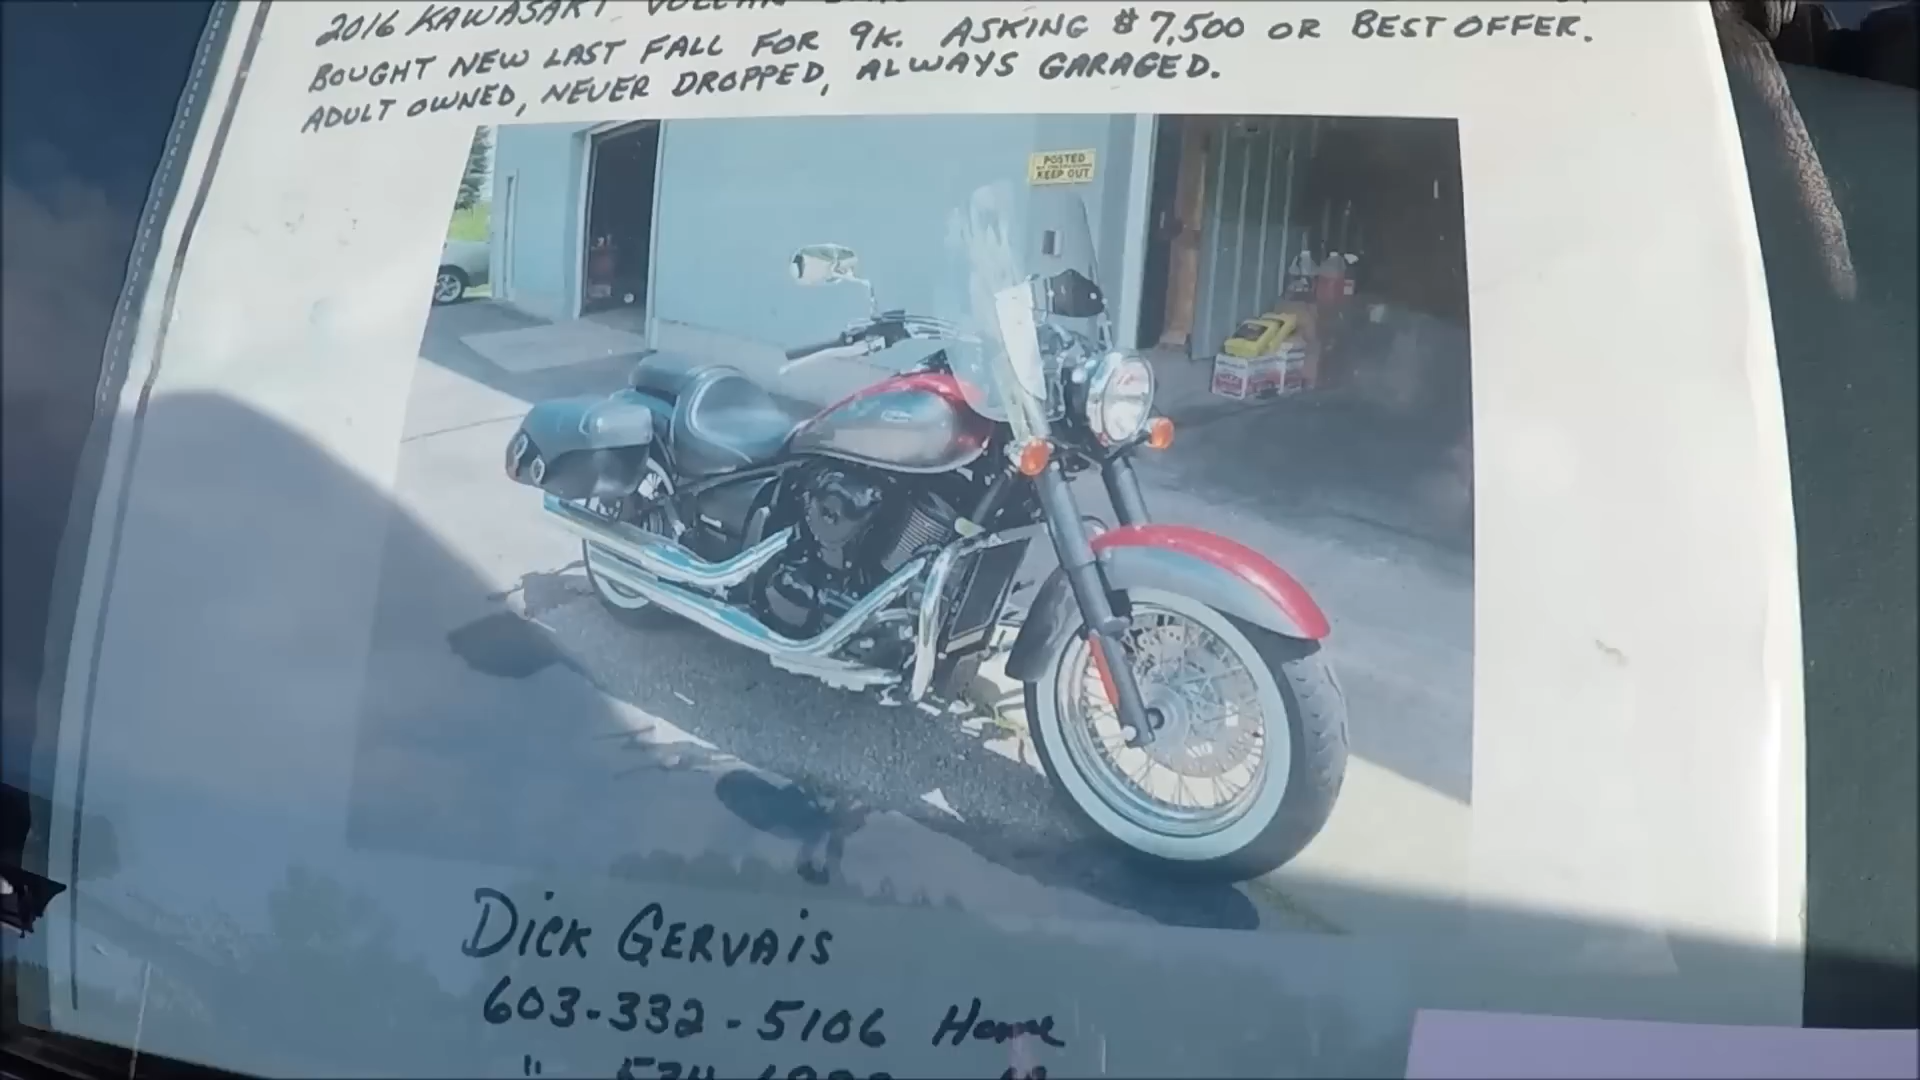 2016 KAWASAKI VULCAN
BOUGHT NEW LAST FALL FOR 9K. ASKING $7,500 OR BEST OFFER.
ADULT OWNED, NEVER DROPPED, ALWAYS GARAGED.
POSTED
KEEP OUT
DICK GERVAIS
603-332-5106 Home
"